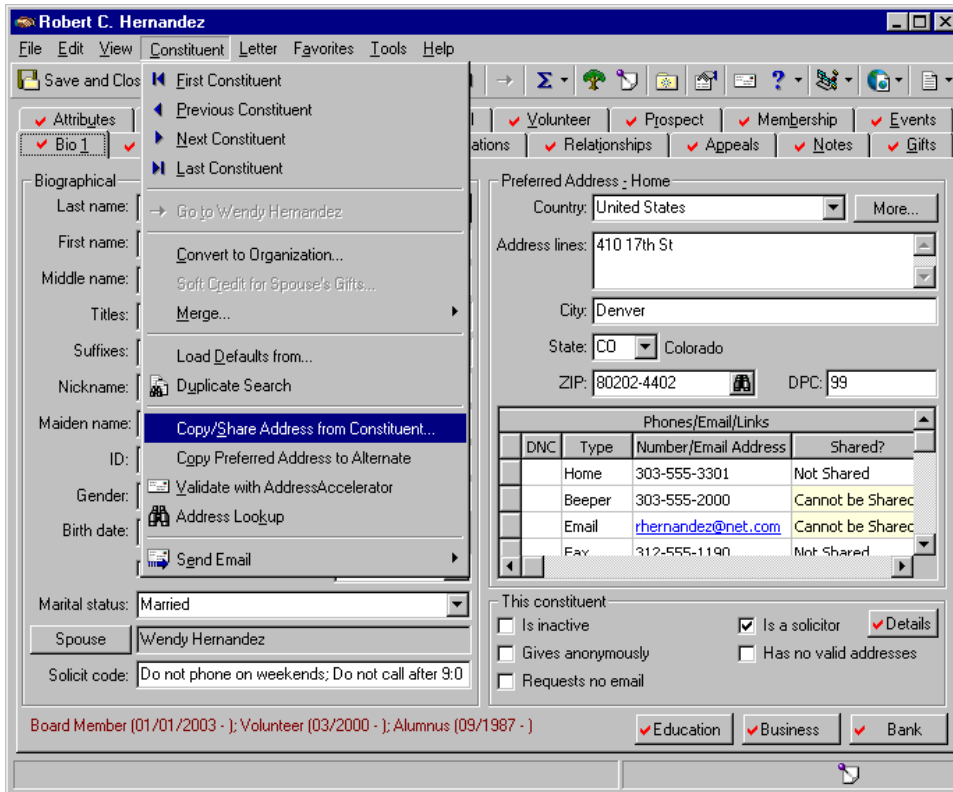 Robert C. Hernandez
File Edit View Constituent Letter Favorites Tools Help
Save and Clos
First Constituent
Previous Constituent
Next Constituent
Last Constituent
Go to Wendy Hernandez
Convert to Organization...
Soft Credit for Spouse's Gifts...
Merge...
Load Defaults from...
Duplicate Search
Copy/Share Address from Constituent...
Copy Preferred Address to Alternate
Validate with AddressAccelerator
Address Lookup
Send Email
Attributes l Volunteer Prospect Membership Events
Bio 1 ations Relationships Appeals Notes Gifts
Biographical
Last name:
First name:
Middle name:
Titles:
Suffixes:
Nickname:
Maiden name:
ID:
Gender:
Birth date:
Marital status: Married
Spouse Wendy Hernandez
Solicit code: Do not phone on weekends; Do not call after 9:0
Preferred Address - Home
Country: United States More...
Address lines: 410 17th St
City: Denver
State: CO Colorado
ZIP: 80202-4402 DPC: 99
Phones/Email/Links
DNC Type Number/Email Address Shared?
Home 303-555-3301 Not Shared
Beeper 303-555-2000 Cannot be Shared
Email rhernandez@net.com Cannot be Shared
Fax 312-555-1190 Not Shared
This constituent
Is inactive Is a solicitor Details
Gives anonymously Has no valid addresses
Requests no email
Board Member (01/01/2003 - ); Volunteer (03/2000 - ); Alumnus (09/1987 - )
Education Business Bank